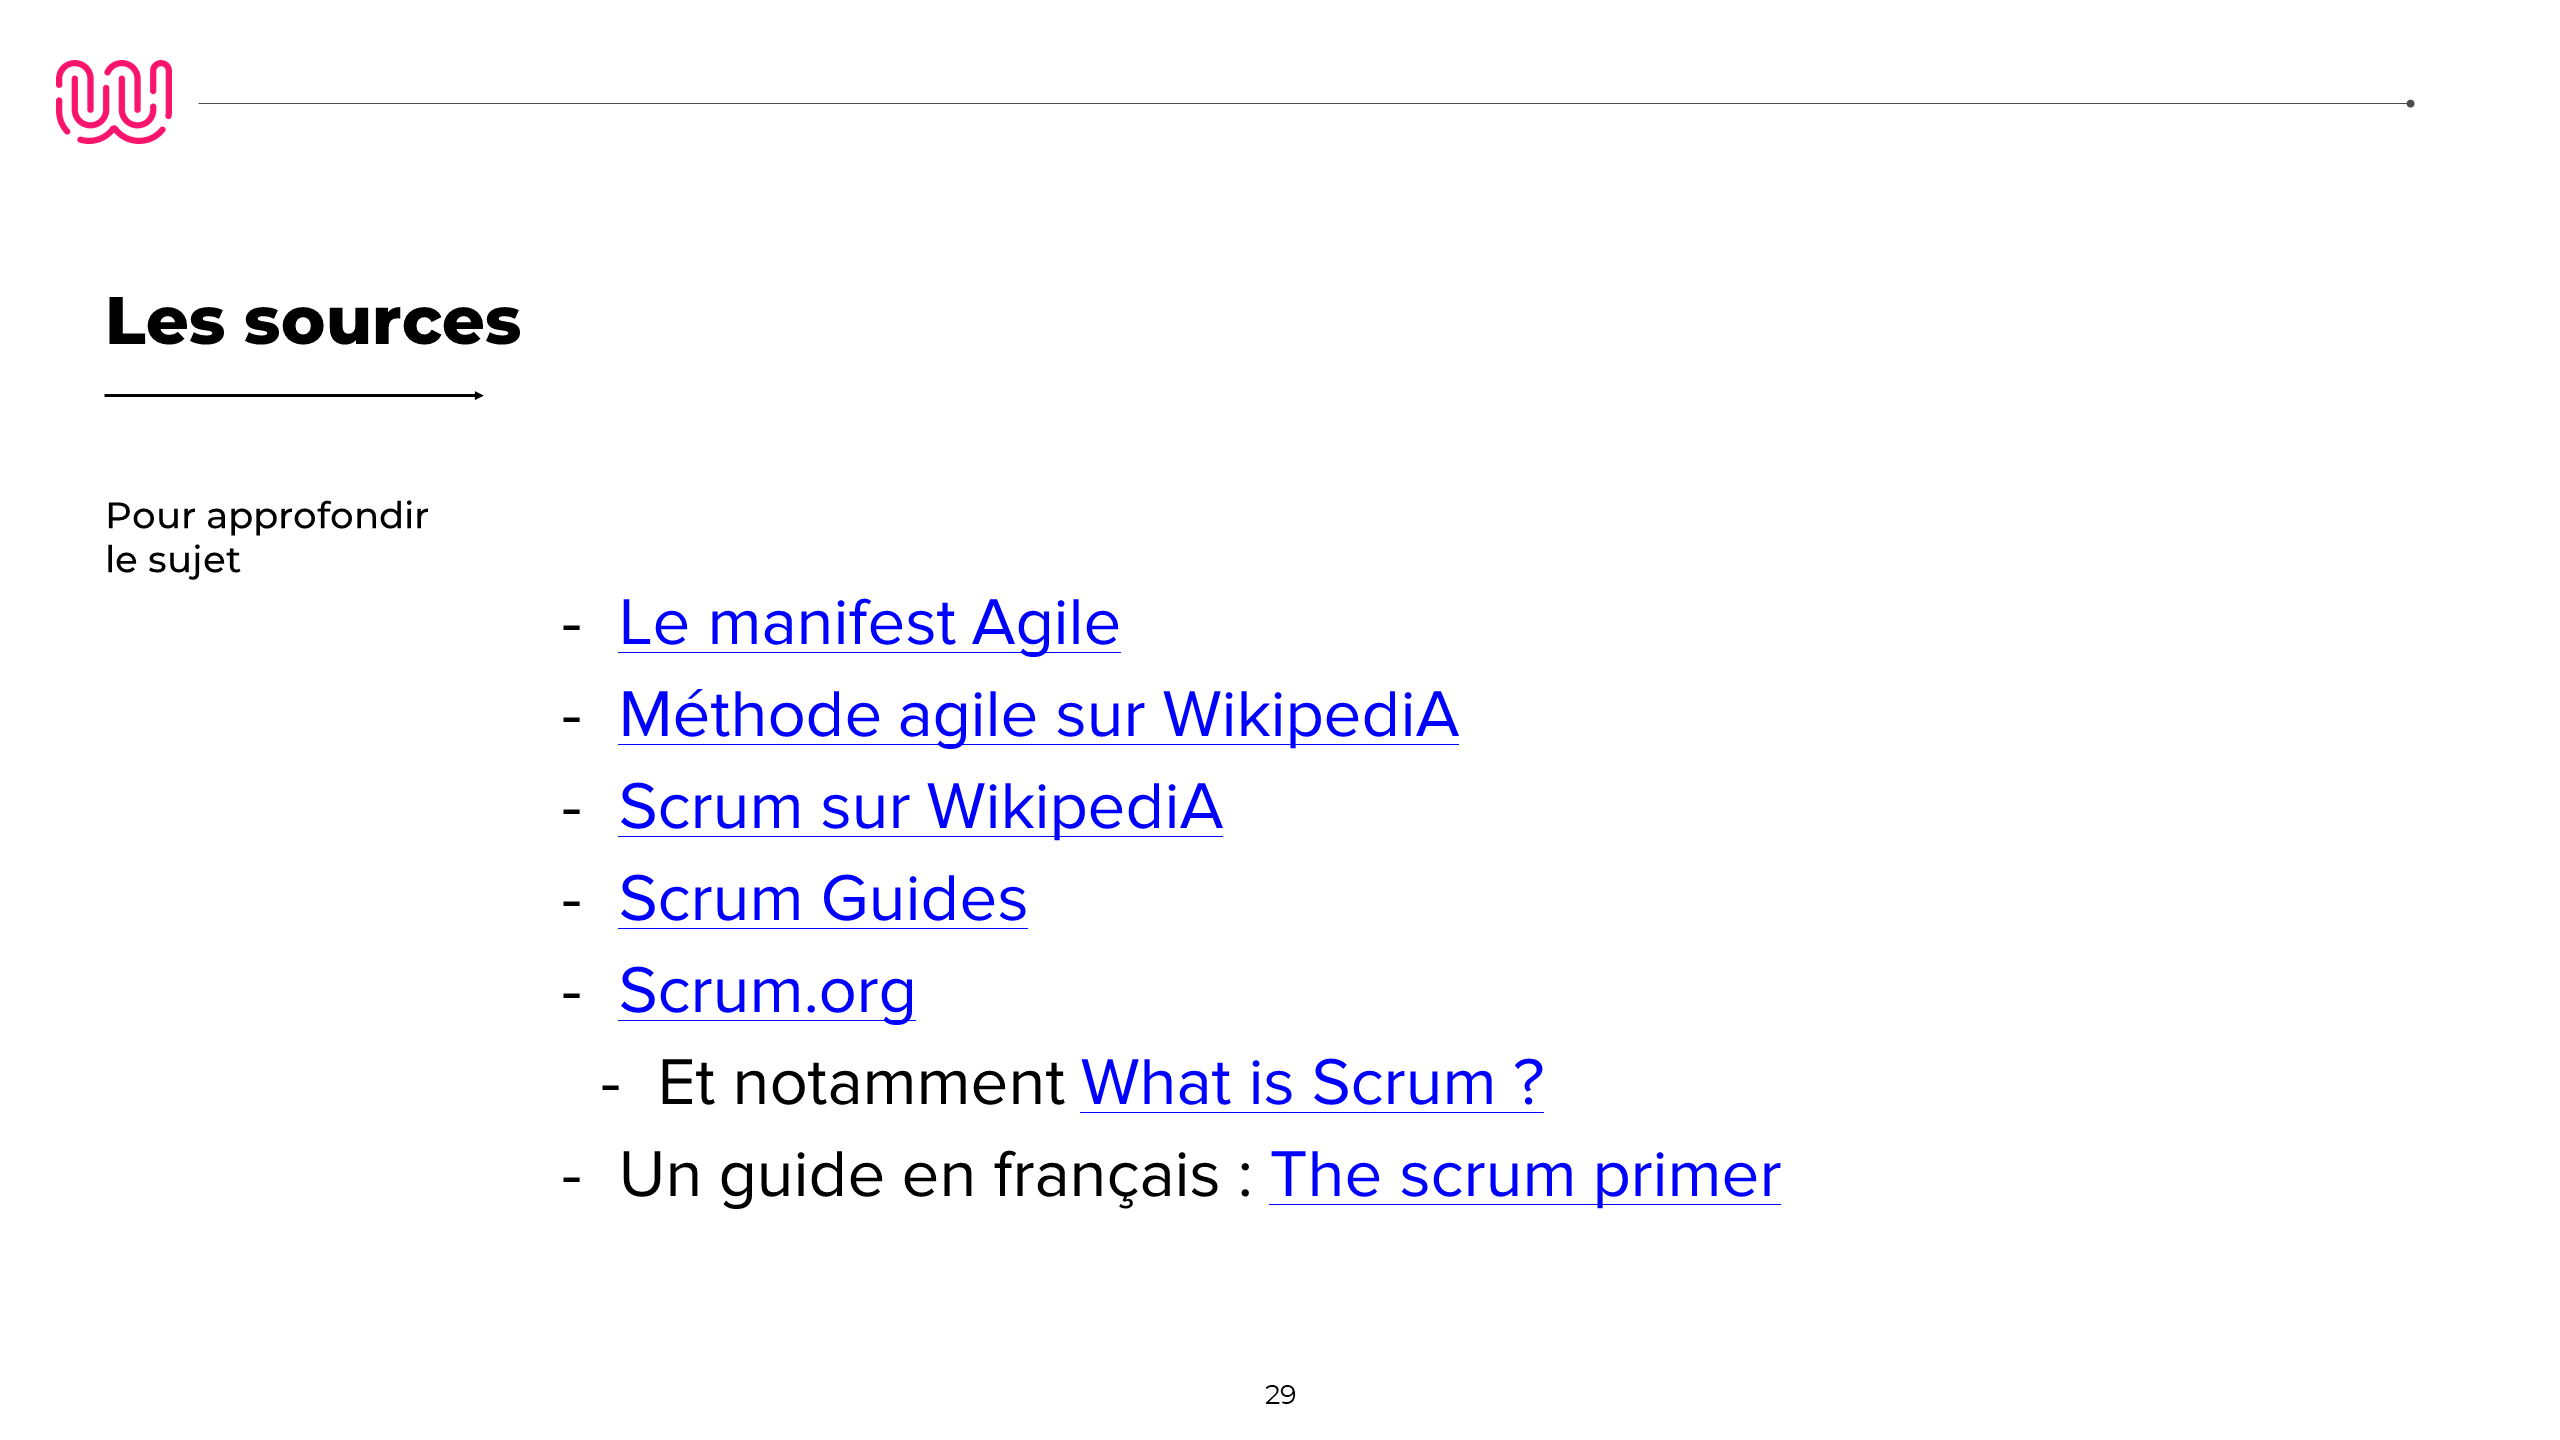 Les sources
Pour approfondir
le sujet
- Le manifest Agile
- Méthode agile sur WikipediA
- Scrum sur WikipediA
- Scrum Guides
- Scrum.org
- Et notamment What is Scrum ?
- Un guide en français : The scrum primer
29